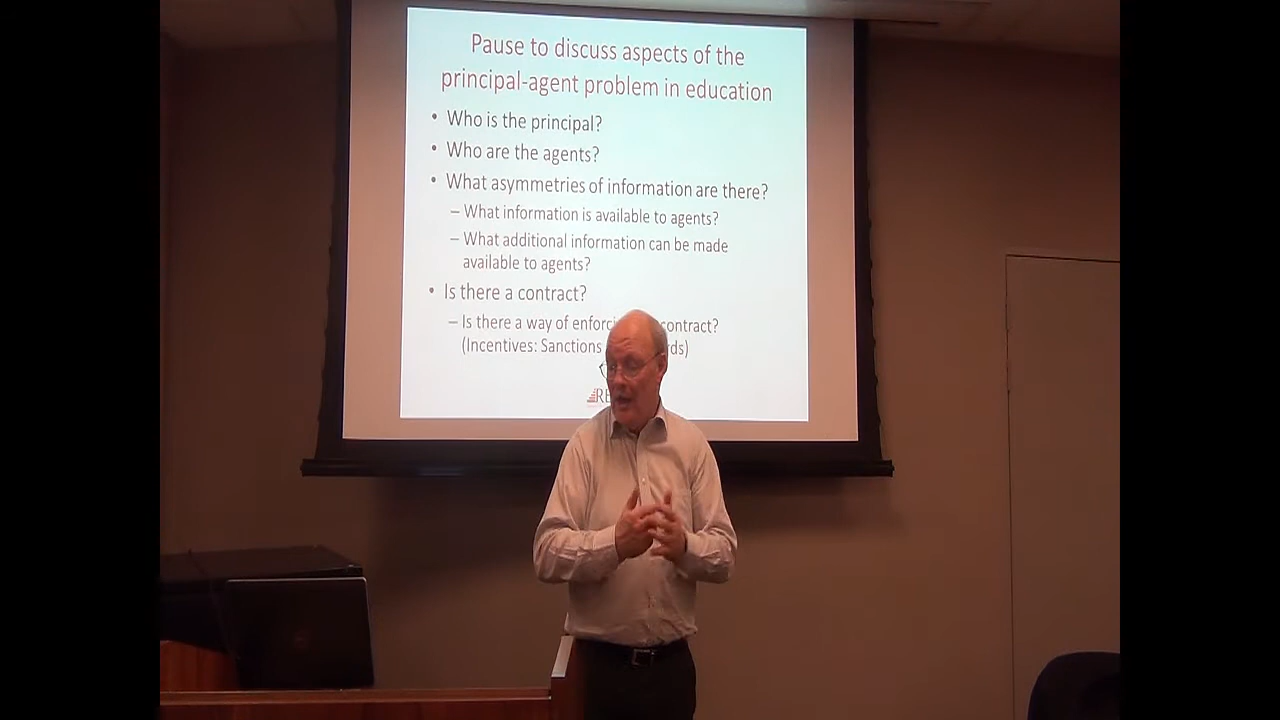 Pause to discuss aspects of the
principal-agent problem in education
• Who is the principal?
• Who are the agents?
• What asymmetries of information are there?
– What information is available to agents?
– What additional information can be made
available to agents?
• Is there a contract?
– Is there a way of contract?
(Incentives: Sanctions